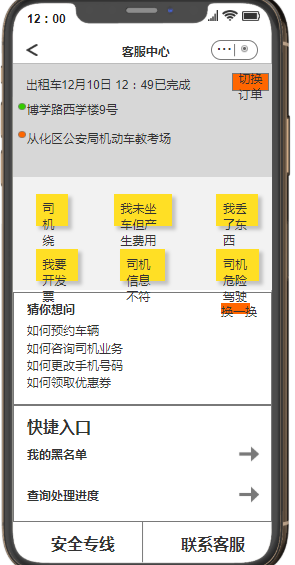 12：00
客服中心
出租车12月10日 12：49已完成
切换
订单
博学路西学楼9号
从化区公安局机动车教考场
司
机
绕
我未坐
车但产
生费用
我丢
了东
西
我要
开发
票
司机
信息
不符
司机
危险
驾驶
猜你想问
换一换
如何预约车辆
如何咨询司机业务
如何更改手机号码
如何领取优惠券
快捷入口
我的黑名单
查询处理进度
安全专线
联系客服